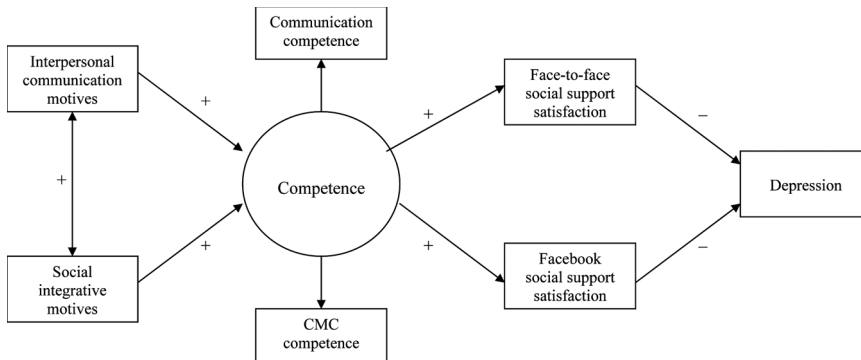 Communication
competence
Interpersonal
communication
motives
Face-to-face
social support
satisfaction
+
+
–
+
Competence
Depression
+
+
–
Social
integrative
motives
Facebook
social support
satisfaction
CMC
competence